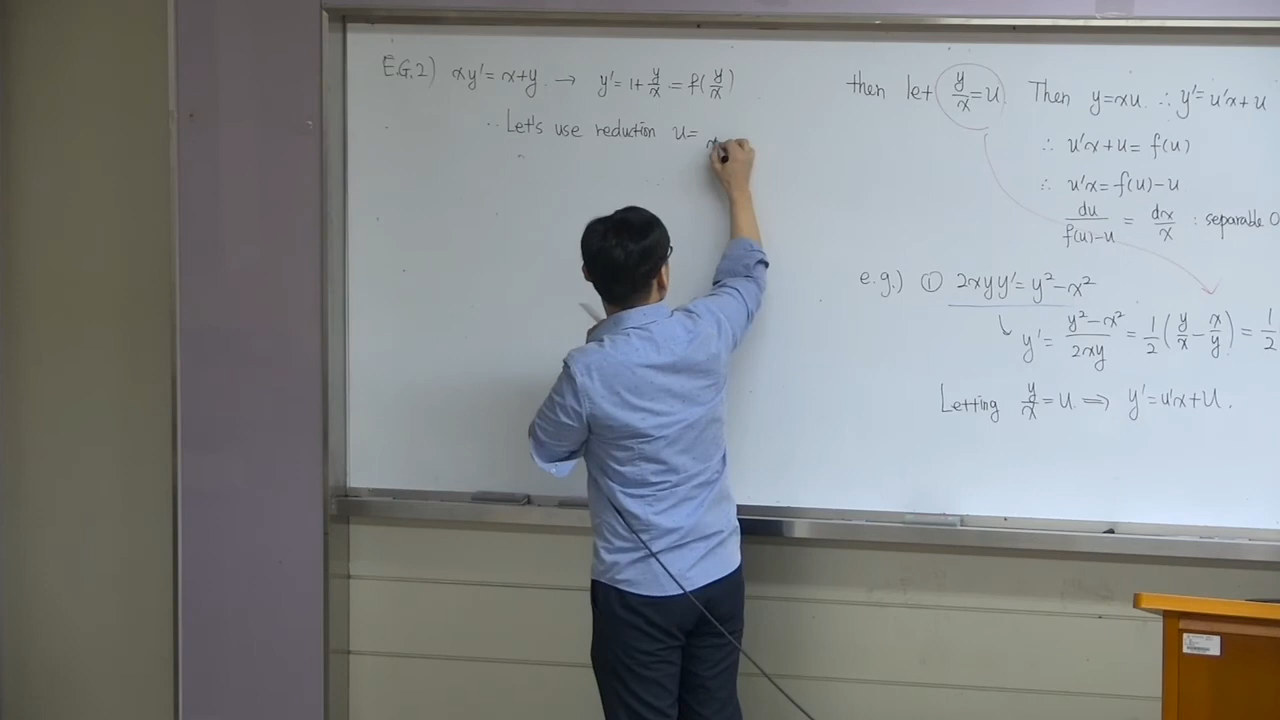 E.G.2) xy' = x+y → y' = 1+y/x = f(y/x)
Let's use reduction u= x
then let y/x = u Then y=xu. ∴ y'= u'x+u
∴ u'x+u = f(u)
∴ u'x = f(u)-u
du/(f(u)-u) = dx/x : separable O
e.g.) ① 2xyy' = y²-x²
y' = (y²-x²)/2xy = 1/2(y/x - x/y) = 1/2
Letting y/x = u. ⟹ y'=u'x+u.